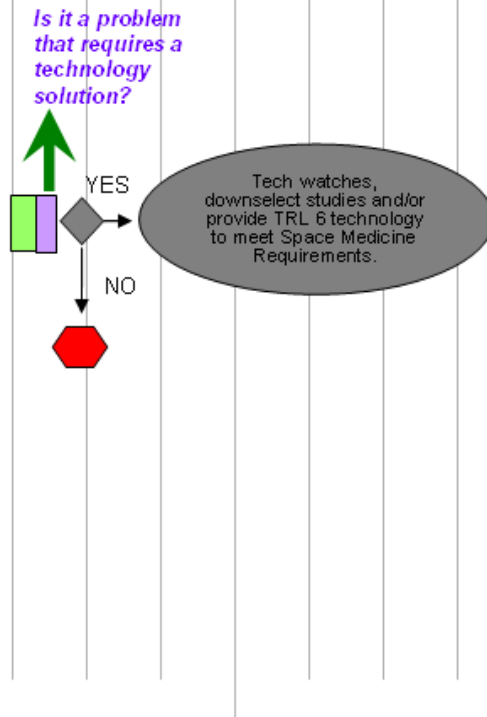 Is it a problem
that requires a
technology
solution?
YES
Tech watches,
downselect studies and/or
provide TRL 6 technology
to meet Space Medicine
Requirements.
NO